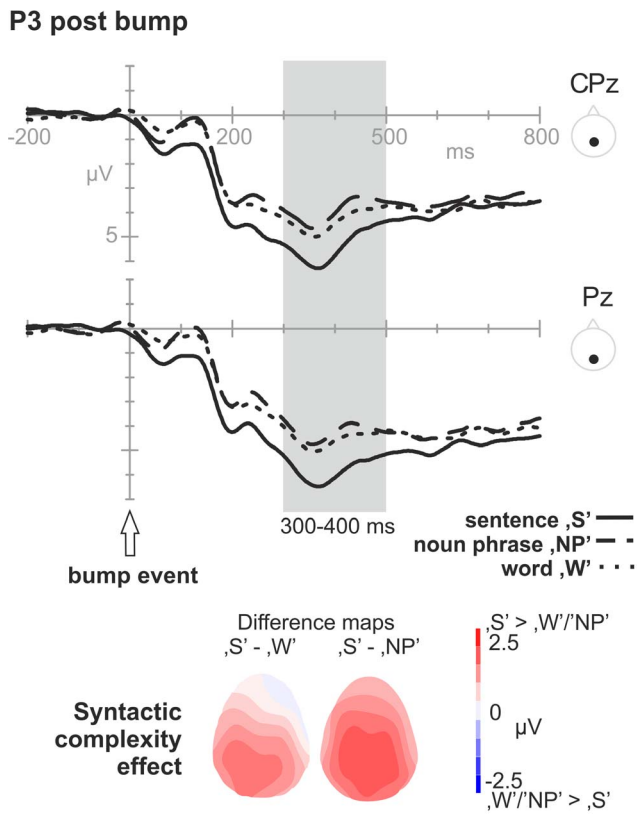 P3 post bump
CPz
-200
200
500
800
ms
µV
5
Pz
300-400 ms
bump event
sentence ‚S’
noun phrase ‚NP’
word ‚W’
Difference maps
‚S’ - ‚W’
‚S’ - ‚NP’
Syntactic
complexity
effect
‚S’ > ‚W’/’NP’
2.5
0
µV
-2.5
‚W’/’NP’ > ‚S’